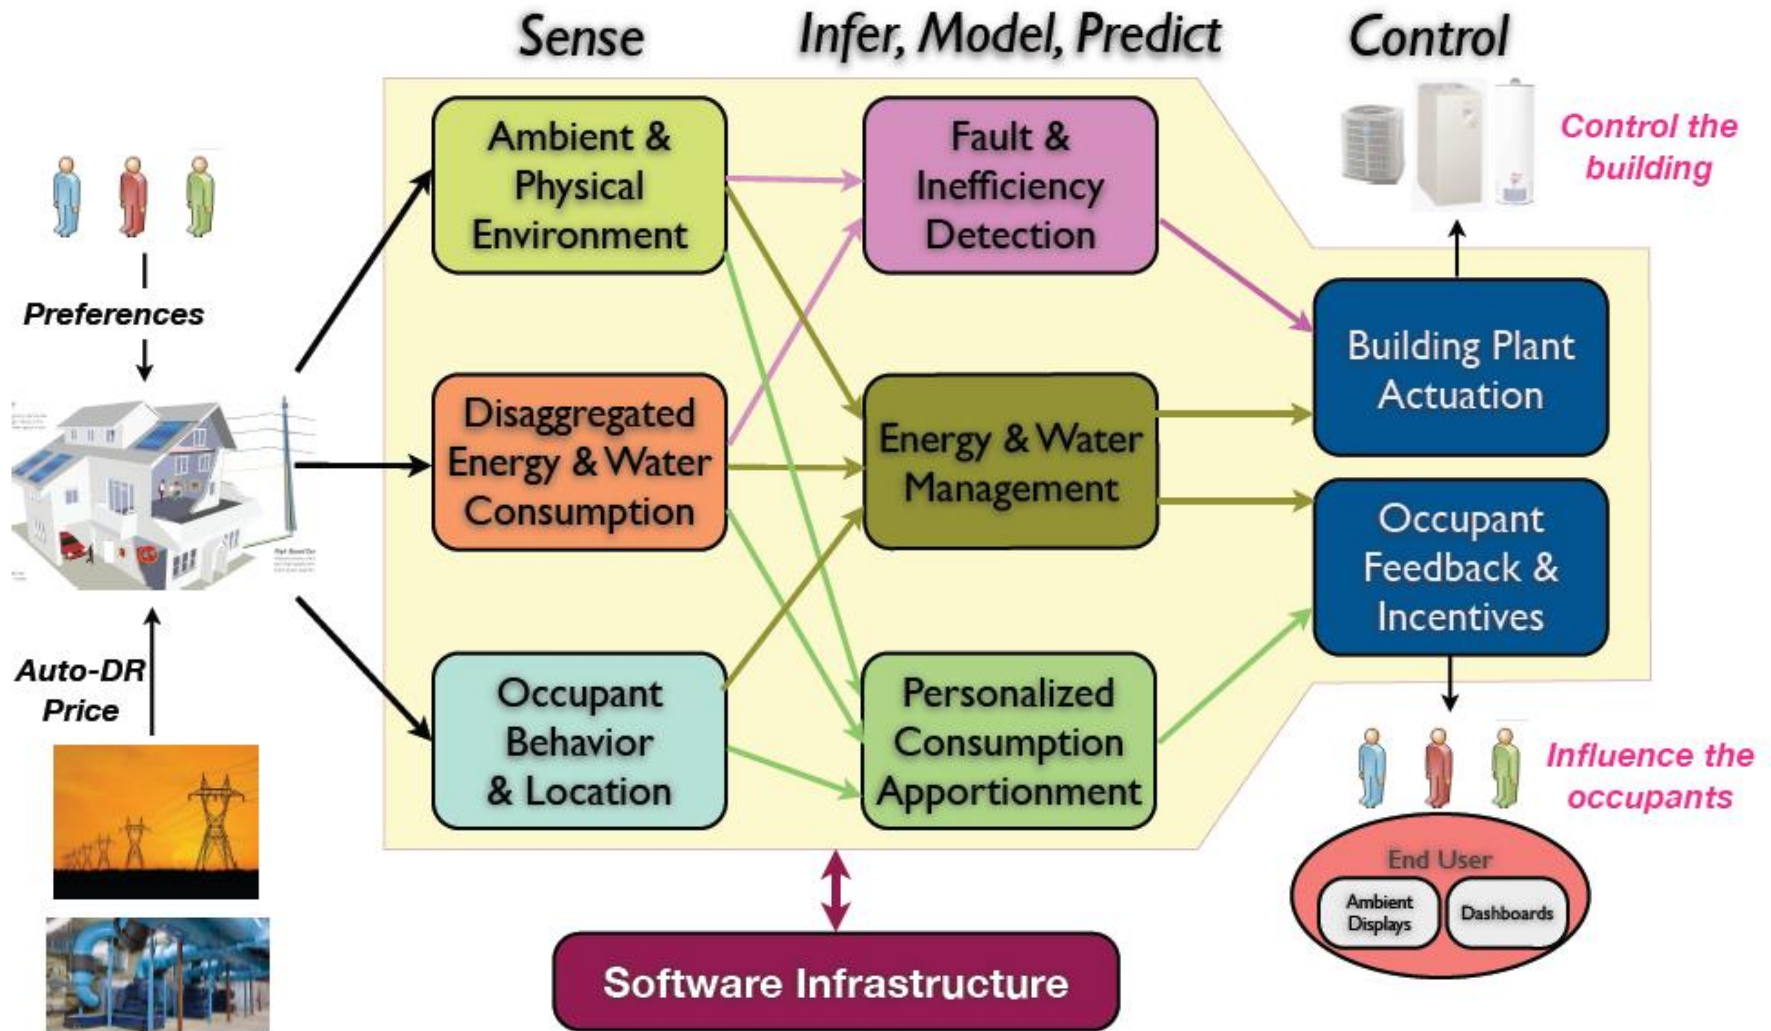 Sense
Infer, Model, Predict
Control
Ambient &
Physical
Environment
Fault &
Inefficiency
Detection
Control the
building
Preferences
Building Plant
Actuation
Disaggregated
Energy & Water
Consumption
Energy & Water
Management
Occupant
Feedback &
Incentives
Auto-DR
Price
Occupant
Behavior
& Location
Personalized
Consumption
Apportionment
Influence the
occupants
End User
Ambient
Displays
Dashboards
Software Infrastructure